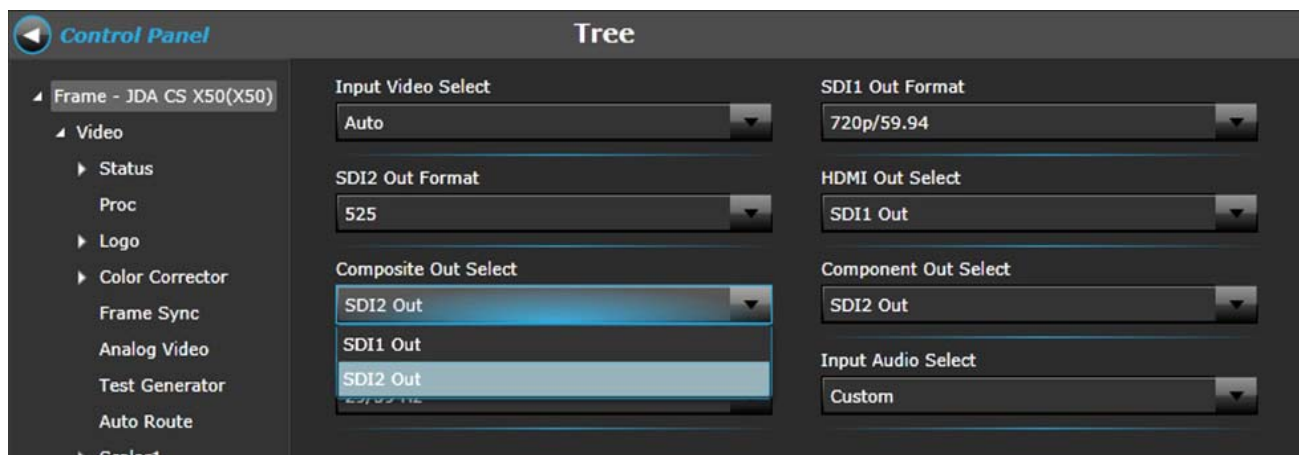 Control Panel
Tree
Frame - JDA CS X50(X50)
Video
Status
Proc
Logo
Color Corrector
Frame Sync
Analog Video
Test Generator
Auto Route
Input Video Select
Auto
SDI2 Out Format
525
Composite Out Select
SDI2 Out
SDI1 Out
SDI2 Out
SDI1 Out Format
720p/59.94
HDMI Out Select
SDI1 Out
Component Out Select
SDI2 Out
Input Audio Select
Custom